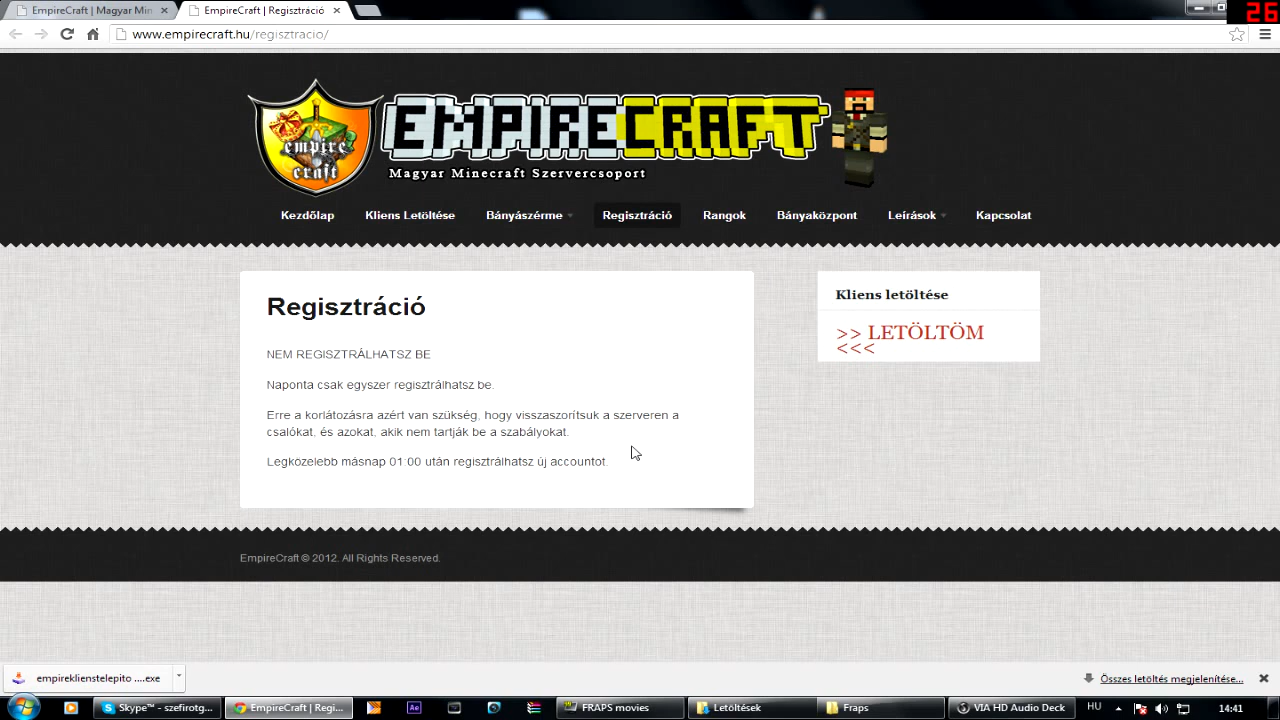 EmpireCraft | Magyar Min
EmpireCraft | Regisztráció
26
www.empirecraft.hu/regisztracio/
empire
craft
EMPIRECRAFT
Magyar Minecraft Szervercsoport
Kezdőlap
Kliens Letöltése
Bányászérme
Regisztráció
Rangok
Bányaközpont
Leírások
Kapcsolat
Regisztráció
NEM REGISZTRÁLHATSZ BE
Naponta csak egyszer regisztrálhatsz be.
Erre a korlátozásra azért van szükség, hogy visszaszorítsuk a szerveren a
csalókat, és azokat, akik nem tartják be a szabályokat.
Legközelebb másnap 01:00 után regisztrálhatsz új accountot.
Kliens letöltése
>> LETÖLTÖM
<<<
EmpireCraft © 2012. All Rights Reserved.
empireklienstelepito ....exe
Összes letöltés megjelenítése...
Skype™ - szefirotg...
EmpireCraft | Regi...
Ae
FRAPS movies
Letöltések
Fraps
VIA HD Audio Deck
HU
14:41